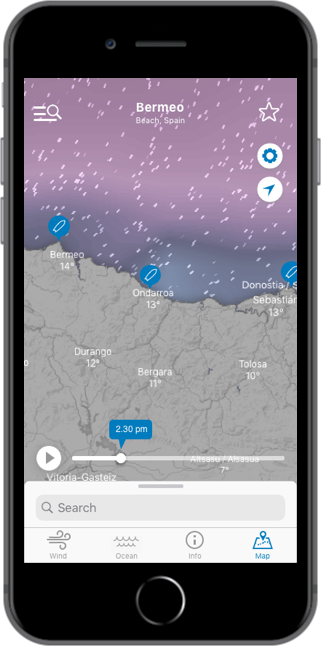 Bermeo
Beach, Spain
Bermeo
14°
Donostia / S
Ondarroa
13°
Sebastián
13°
Durango
12°
Tolosa
10°
Bergara
11°
2.30 pm
Altsasu / Alsasua
7°
Vitoria-Gasteiz
Search
Wind
Ocean
Info
Map